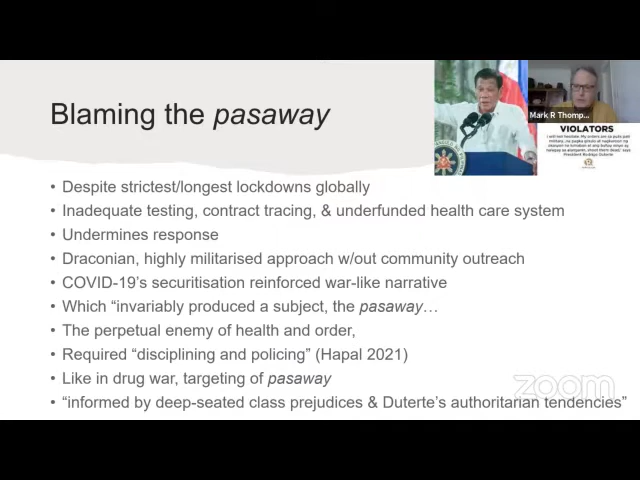 Blaming the pasaway
Mark R Thomp...
VIOLATORS
President Rodrigo Duterte
• Despite strictest/longest lockdowns globally
• Inadequate testing, contract tracing, & underfunded health care system
• Undermines response
• Draconian, highly militarised approach w/out community outreach
• COVID-19’s securitisation reinforced war-like narrative
• Which “invariably produced a subject, the pasaway…
• The perpetual enemy of health and order,
• Required “disciplining and policing” (Hapal 2021)
• Like in drug war, targeting of pasaway
• “informed by deep-seated class prejudices & Duterte’s authoritarian tendencies”
zoom